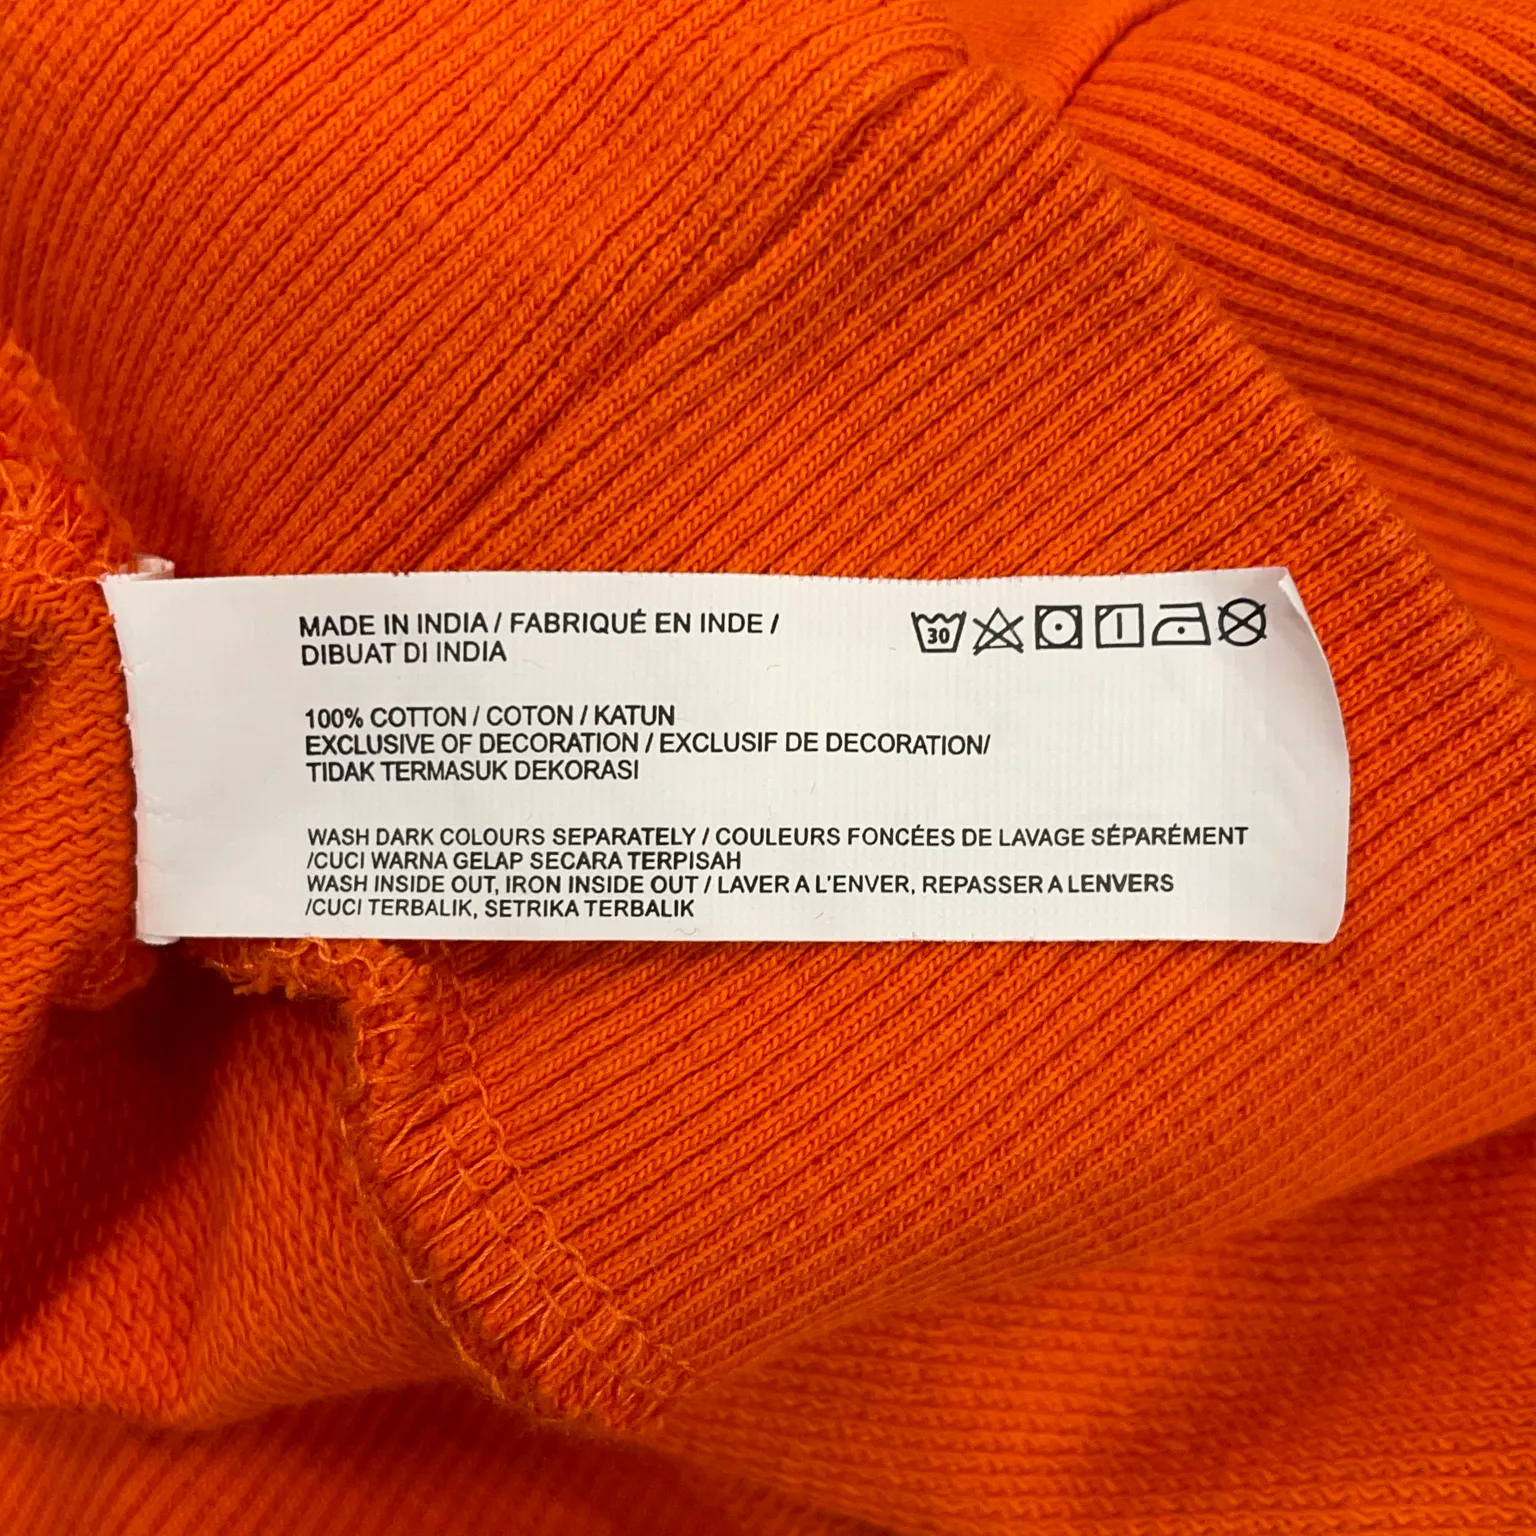 MADE IN INDIA / FABRIQUÉ EN INDE /
DIBUAT DI INDIA
30
100% COTTON / COTON / KATUN
EXCLUSIVE OF DECORATION / EXCLUSIF DE DECORATION/
TIDAK TERMASUK DEKORASI
WASH DARK COLOURS SEPARATELY / COULEURS FONCÉES DE LAVAGE SÉPARÉMENT
/CUCI WARNA GELAP SECARA TERPISAH
WASH INSIDE OUT, IRON INSIDE OUT / LAVER A L'ENVER, REPASSER A LENVERS
/CUCI TERBALIK, SETRIKA TERBALIK